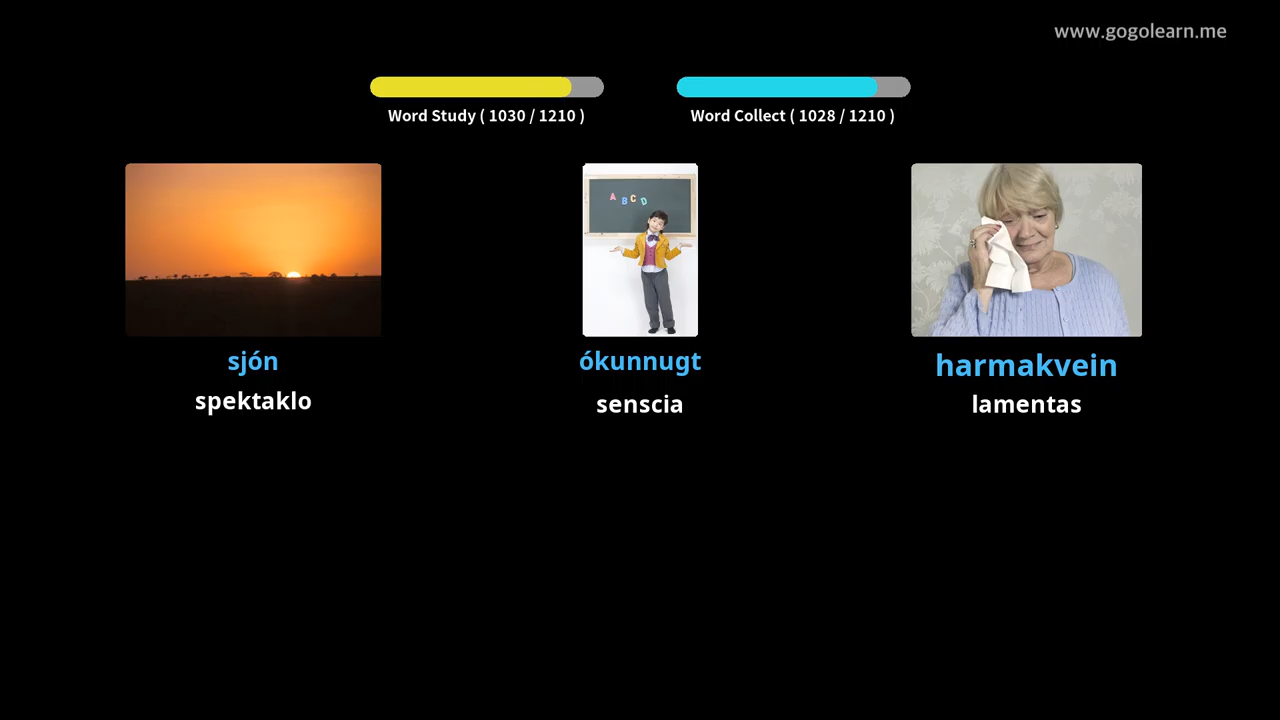 www.gogolearn.me
Word Study ( 1030 / 1210 )
Word Collect ( 1028 / 1210 )
A B C D
sjón
ókunnugt
harmakvein
spektaklo
senscia
lamentas